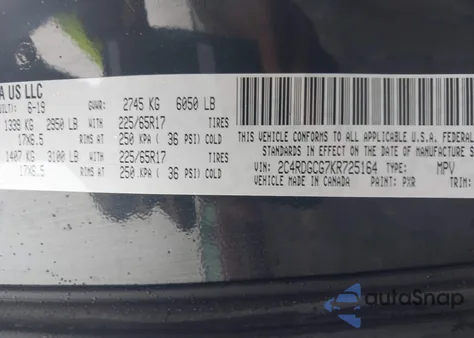 A US LLC
ULT): 6-19 GVWR: 2745 KG 6050 LB
1339 KG 2950 LB WITH 225/65R17 TIRES
17X6.5 RIMS AT 250 KPA ( 36 PSI) COLD
1407 KG 3100 LB WITH 225/65R17 TIRES
17X6.5 RIMS AT 250 KPA ( 36 PSI) COLD
THIS VEHICLE CONFORMS TO ALL APPLICABLE U.S.A. FEDER
STANDARDS IN EFFECT ON THE DATE OF MANUFACTURE S
VIN: 2C4RDGCG7KR725164 TYPE: MPV
VEHICLE MADE IN CANADA PAINT: PXR
autoSnap